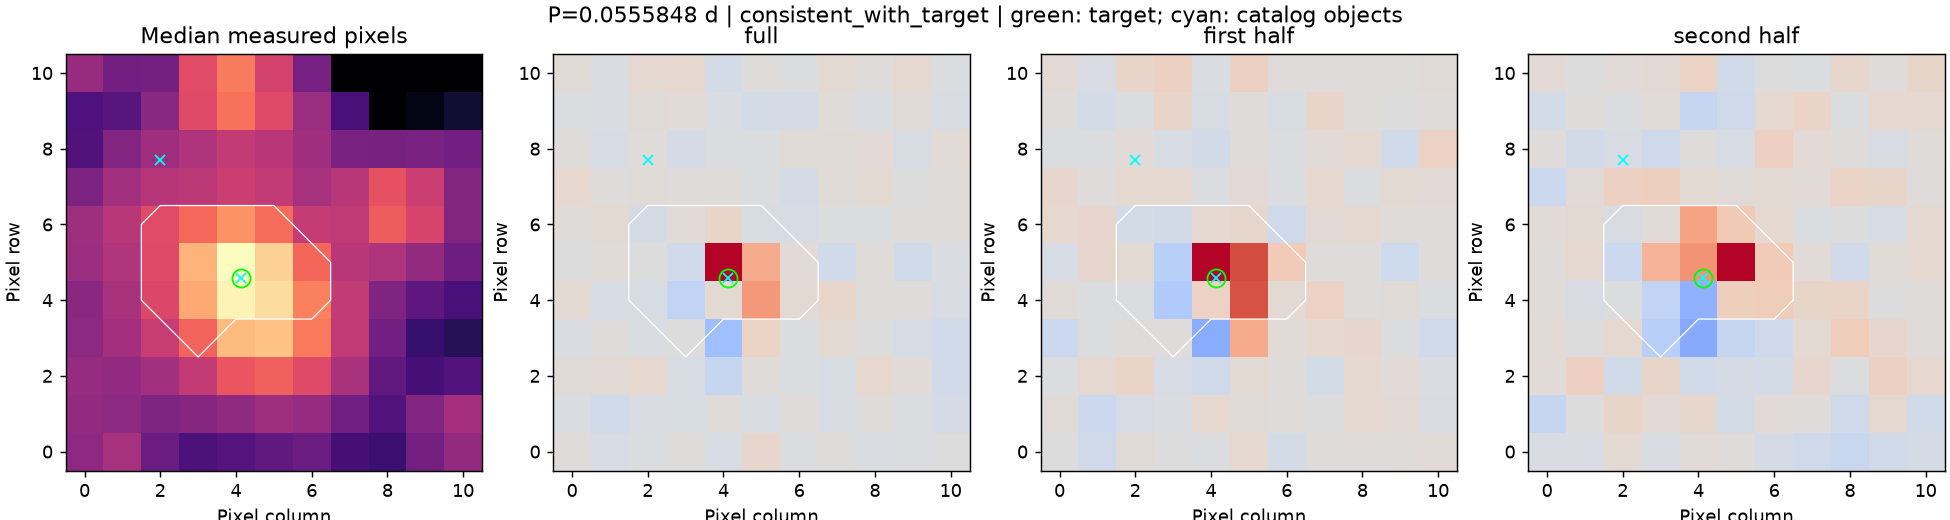 P=0.0555848 d | consistent_with_target | green: target; cyan: catalog objects
Median measured pixels
full
first half
second half
Pixel row
10
8
6
4
2
0
0 2 4 6 8 10
Pixel column
Pixel row
10
8
6
4
2
0
0 2 4 6 8 10
Pixel column
Pixel row
10
8
6
4
2
0
0 2 4 6 8 10
Pixel column
Pixel row
10
8
6
4
2
0
0 2 4 6 8 10
Pixel column